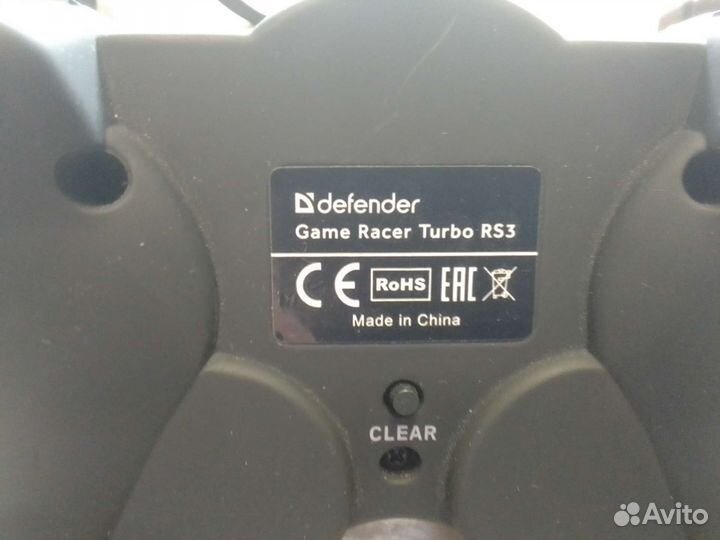 defender
Game Racer Turbo RS3
CE RoHS EAC
Made in China
CLEAR
Avito